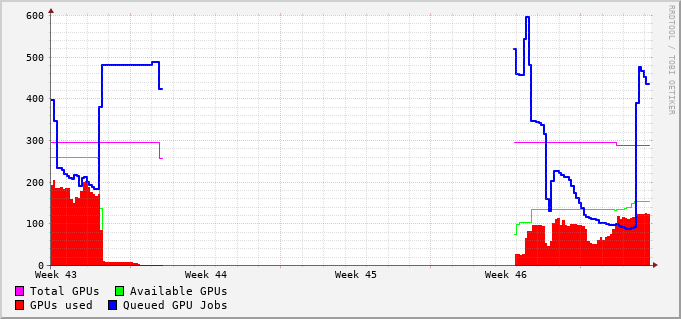 600
500
400
300
200
100
0
Week 43 Week 44 Week 45 Week 46
Total GPUs Available GPUs
GPUs used Queued GPU Jobs
RRDTOOL / TOBI OETIKER